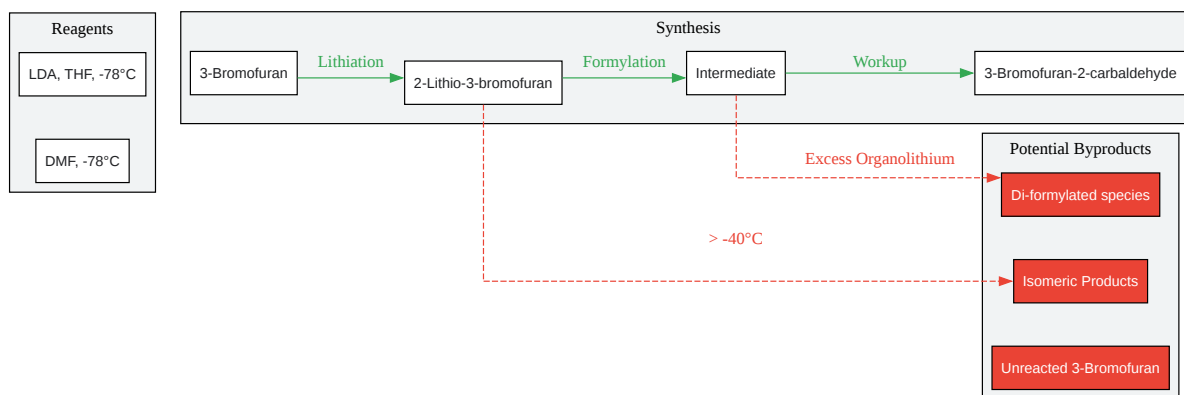 Reagents
LDA, THF, -78°C
DMF, -78°C
Synthesis
3-Bromofuran
Lithiation
2-Lithio-3-bromofuran
Formylation
Intermediate
Workup
3-Bromofuran-2-carbaldehyde
Excess Organolithium
> -40°C
Potential Byproducts
Di-formylated species
Isomeric Products
Unreacted 3-Bromofuran